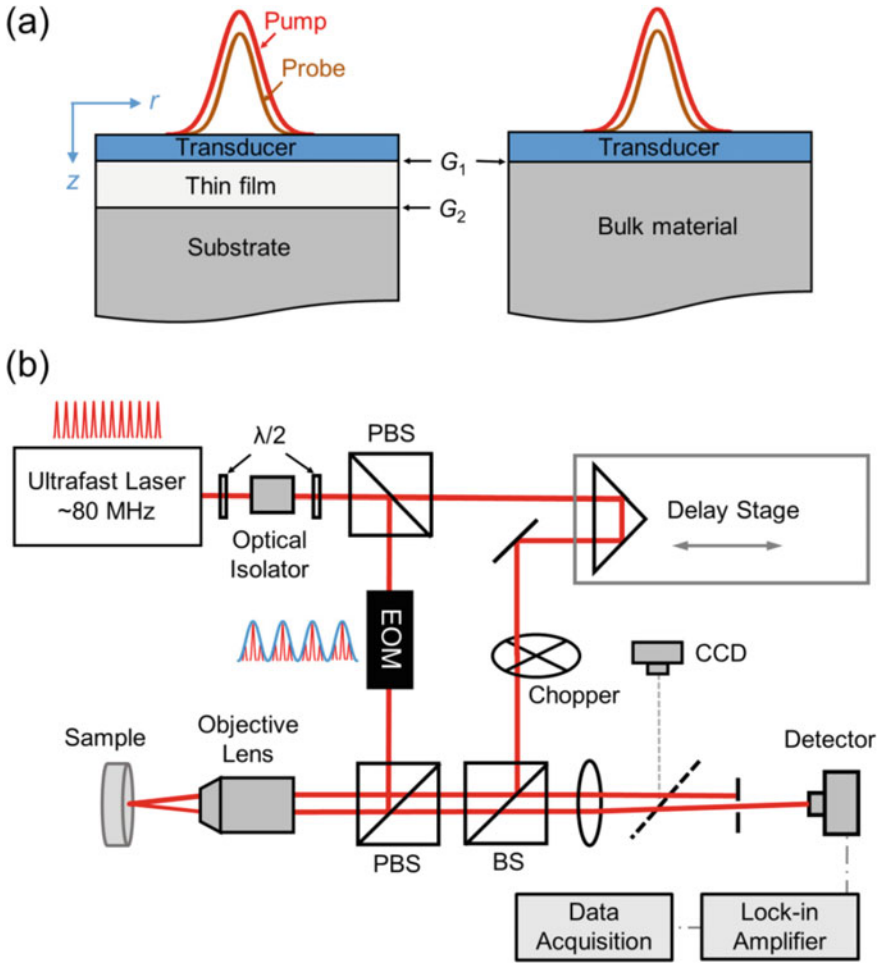 (a)
Pump
Probe
r
z
Transducer
Thin film
Substrate
G1
G2
Transducer
Bulk material
(b)
Ultrafast Laser
~80 MHz
λ/2
Optical
Isolator
PBS
Delay Stage
EOM
Chopper
CCD
Sample
Objective
Lens
Detector
PBS
BS
Data
Acquisition
Lock-in
Amplifier